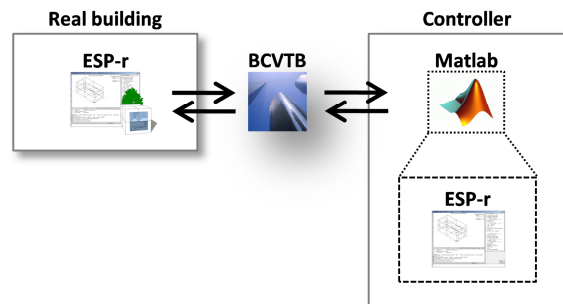 Real building
Controller
ESP-r
BCVTB
Matlab
ESP-r